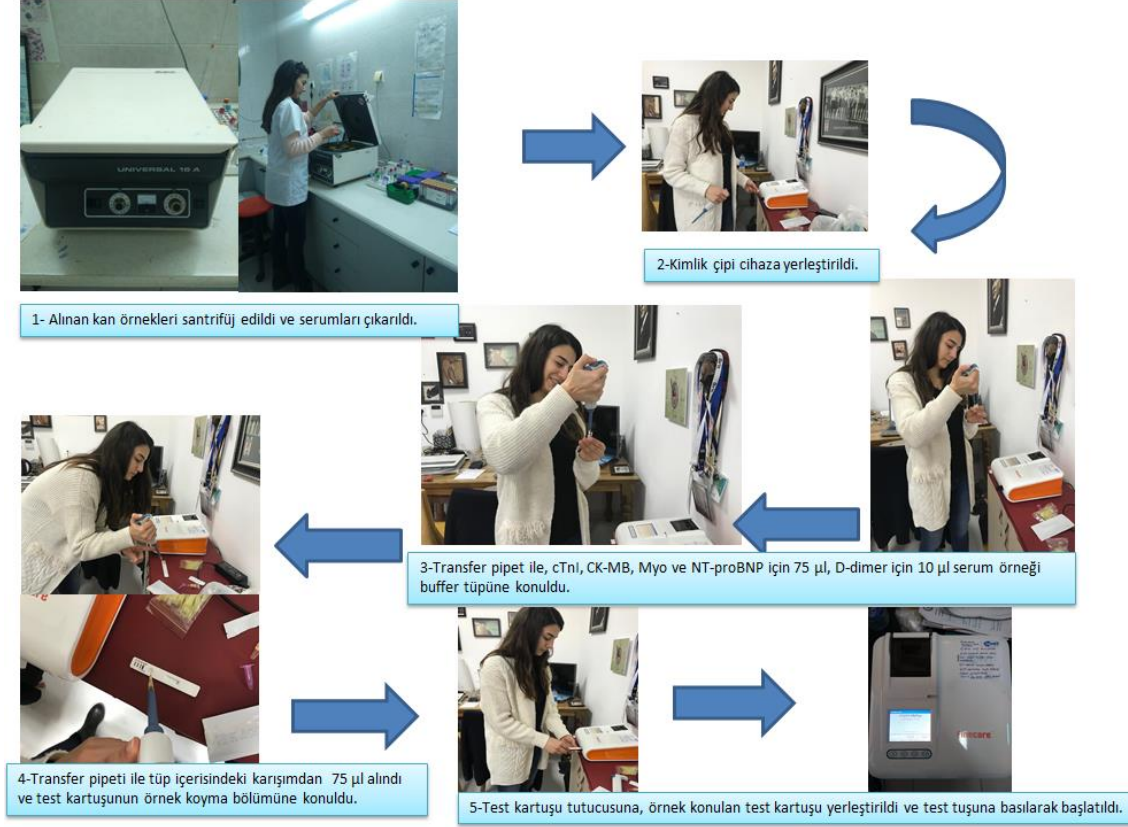 UNIVERSAL 16 A
1- Alınan kan örnekleri santrifüj edildi ve serumları çıkarıldı.
2-Kimlik çipi cihaza yerleştirildi.
3-Transfer pipet ile, cTnI, CK-MB, Myo ve NT-proBNP için 75 µl, D-dimer için 10 µl serum örneği
buffer tüpüne konuldu.
4-Transfer pipeti ile tüp içerisindeki karışımdan 75 µl alındı
ve test kartuşunun örnek koyma bölümüne konuldu.
5-Test kartuşu tutucusuna, örnek konulan test kartuşu yerleştirildi ve test tuşuna basılarak başlatıldı.